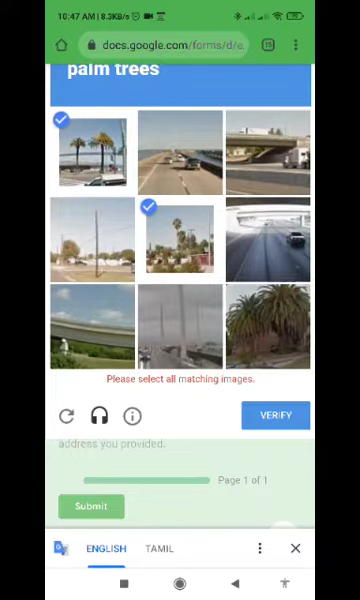 10:47 AM | 8.3KB/s
docs.google.com/forms/d/e.
15
palm trees
Please select all matching images.
VERIFY
address you provided.
Page 1 of 1
Submit
ENGLISH
TAMIL